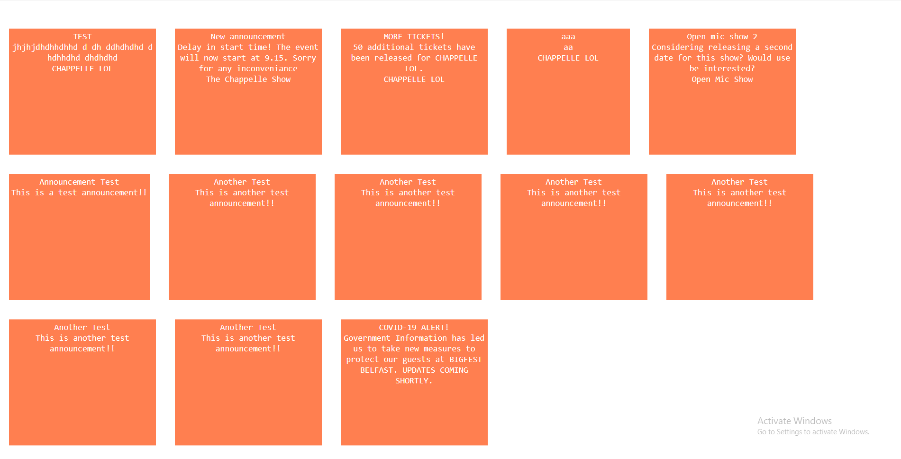 TEST
jhjhjdhdhhdhhd d dh ddhdhdhd d
hdhhdhd dhdhdhd
CHAPPELLE LOL
New announcement
Delay in start time! The event
will now start at 9.15. Sorry
for any inconvenience
The Chappelle Show
MORE TICKETS!
50 additional tickets have
been released for CHAPPELLE
LOL.
CHAPPELLE LOL
aaa
aa
CHAPPELLE LOL
Open mic show 2
Considering releasing a second
date for this show? Would use
be interested?
Open Mic Show
Announcement Test
This is a test announcement!!
Another Test
This is another test
announcement!!
Another Test
This is another test
announcement!!
Another Test
This is another test
announcement!!
Another Test
This is another test
announcement!!
Another Test
This is another test
announcement!!
Another Test
This is another test
announcement!!
COVID-19 ALERT!
Government Information has led
us to take new measures to
protect our guests at BIGFEST
BELFAST. UPDATES COMING
SHORTLY.
Activate Windows
Go to Settings to activate Windows.